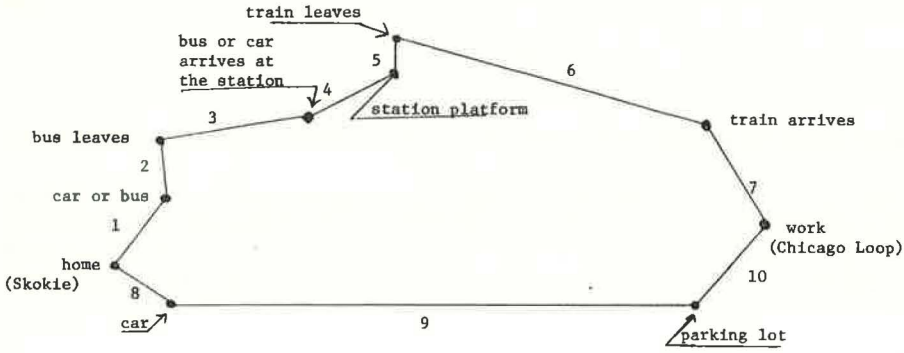 train leaves
bus or car
arrives at
the station
5
6
4
station platform
3
train arrives
bus leaves
2
car or bus
7
1
work
(Chicago Loop)
home
(Skokie)
10
8
car
9
parking lot